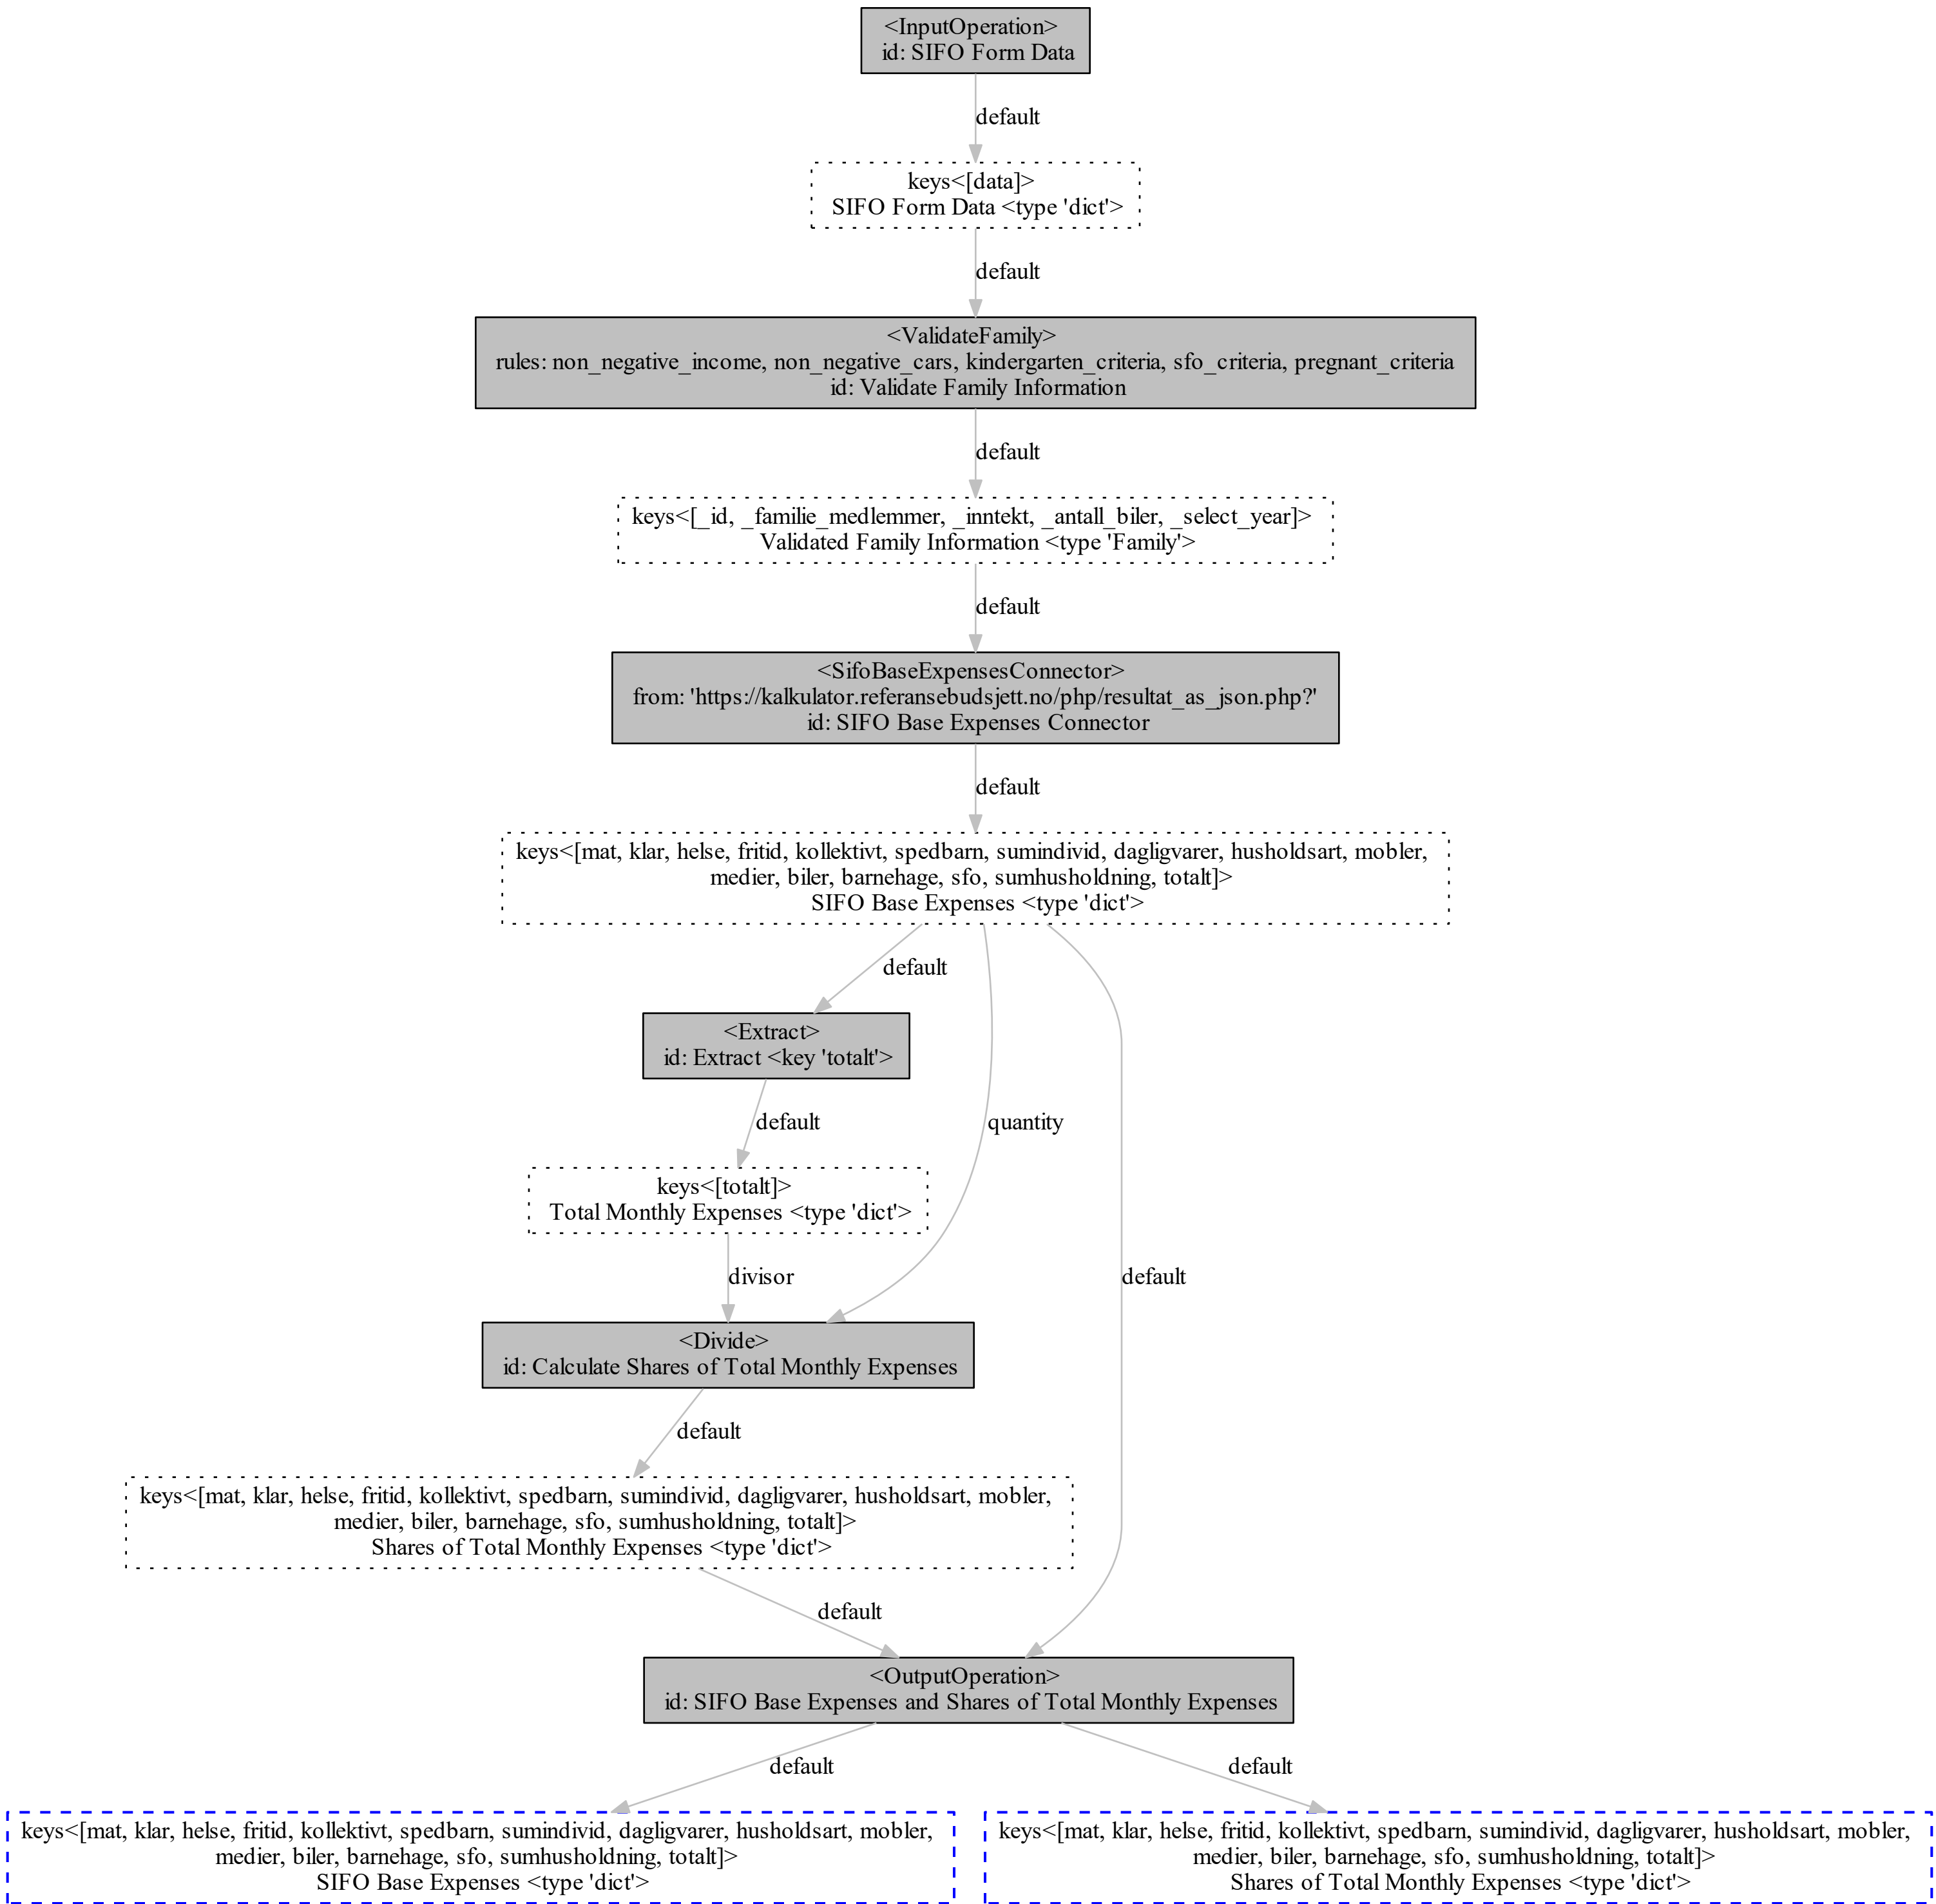 <InputOperation>
id: SIFO Form Data
default
keys<[data]>
SIFO Form Data <type 'dict'>
default
<ValidateFamily>
rules: non_negative_income, non_negative_cars, kindergarten_criteria, sfo_criteria, pregnant_criteria
id: Validate Family Information
default
keys<[_id, _familie_medlemmer, _inntekt, _antall_biler, _select_year]>
Validated Family Information <type 'Family'>
default
<SifoBaseExpensesConnector>
from: 'https://kalkulator.referansebudsjett.no/php/resultat_as_json.php?'
id: SIFO Base Expenses Connector
default
keys<[mat, klar, helse, fritid, kollektivt, spedbarn, sumindivid, dagligvarer, husholdsart, mobler,
medier, biler, barnehage, sfo, sumhusholdning, totalt]>
SIFO Base Expenses <type 'dict'>
default
<Extract>
id: Extract <key 'totalt'>
default
quantity
keys<[totalt]>
Total Monthly Expenses <type 'dict'>
divisor
default
<Divide>
id: Calculate Shares of Total Monthly Expenses
default
keys<[mat, klar, helse, fritid, kollektivt, spedbarn, sumindivid, dagligvarer, husholdsart, mobler,
medier, biler, barnehage, sfo, sumhusholdning, totalt]>
Shares of Total Monthly Expenses <type 'dict'>
default
<OutputOperation>
id: SIFO Base Expenses and Shares of Total Monthly Expenses
default
default
keys<[mat, klar, helse, fritid, kollektivt, spedbarn, sumindivid, dagligvarer, husholdsart, mobler,
medier, biler, barnehage, sfo, sumhusholdning, totalt]>
SIFO Base Expenses <type 'dict'>
keys<[mat, klar, helse, fritid, kollektivt, spedbarn, sumindivid, dagligvarer, husholdsart, mobler,
medier, biler, barnehage, sfo, sumhusholdning, totalt]>
Shares of Total Monthly Expenses <type 'dict'>